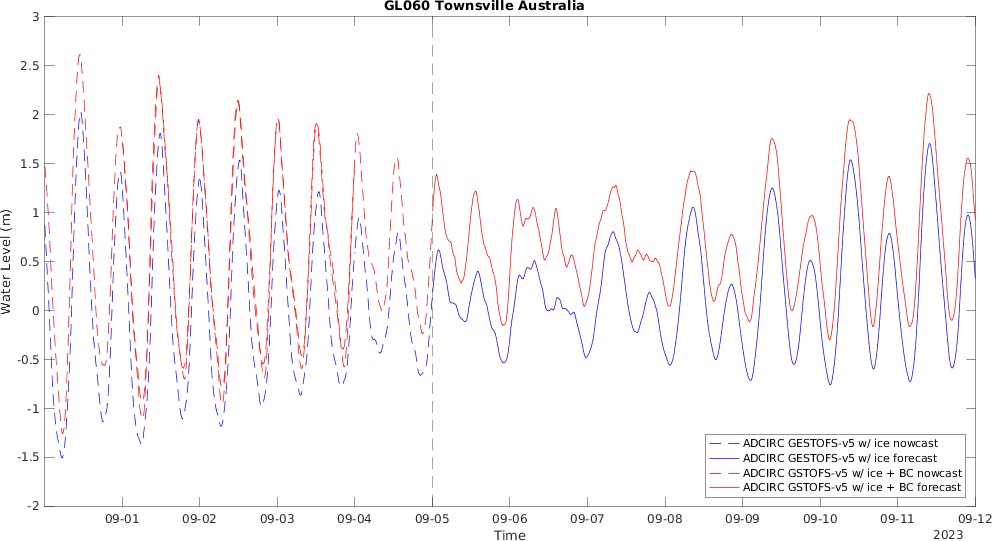 GL060 Townsville Australia
3
2.5
2
1.5
1
0.5
0
-0.5
-1
-1.5
-2
Water Level (m)
ADCIRC GESTOFS-v5 w/ ice nowcast
ADCIRC GESTOFS-v5 w/ ice forecast
ADCIRC GSTOFS-v5 w/ ice + BC nowcast
ADCIRC GSTOFS-v5 w/ ice + BC forecast
09-01 09-02 09-03 09-04 09-05 09-06 09-07 09-08 09-09 09-10 09-11 09-12
Time
2023